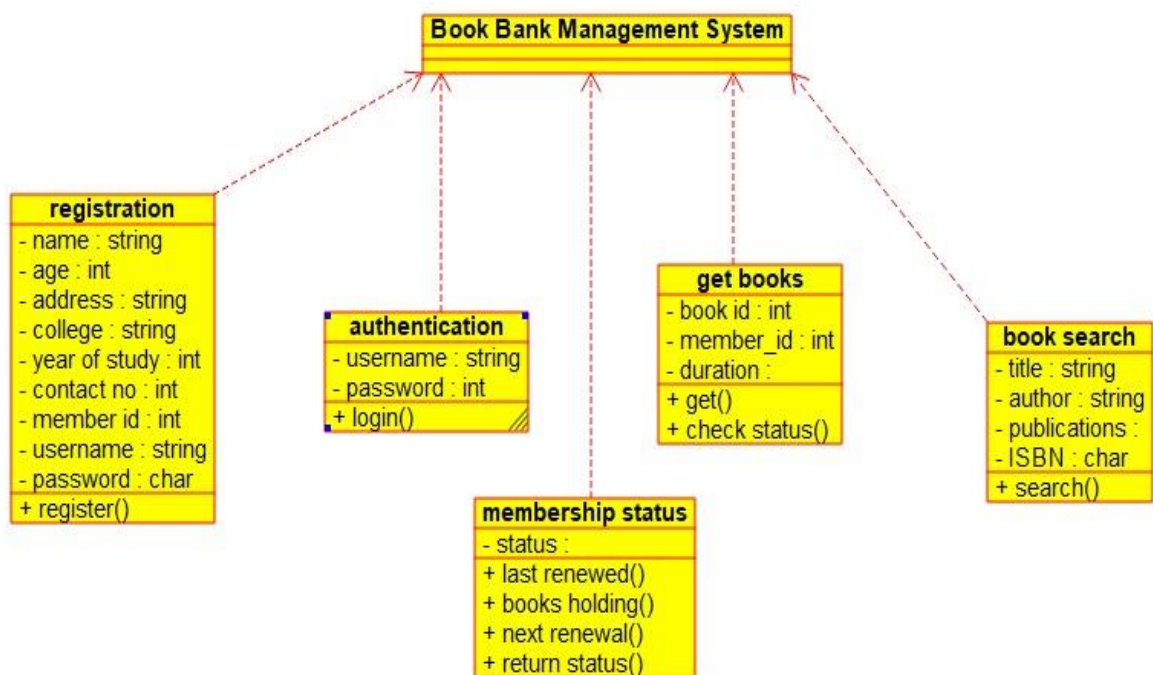 Book Bank Management System
registration
- name : string
- age : int
- address : string
- college : string
- year of study : int
- contact no : int
- member id : int
- username : string
- password : char
+ register()
authentication
- username : string
- password : int
+ login()
membership status
- status :
+ last renewed()
+ books holding()
+ next renewal()
+ return status()
get books
- book id : int
- member_id : int
- duration :
+ get()
+ check status()
book search
- title : string
- author : string
- publications :
- ISBN : char
+ search()